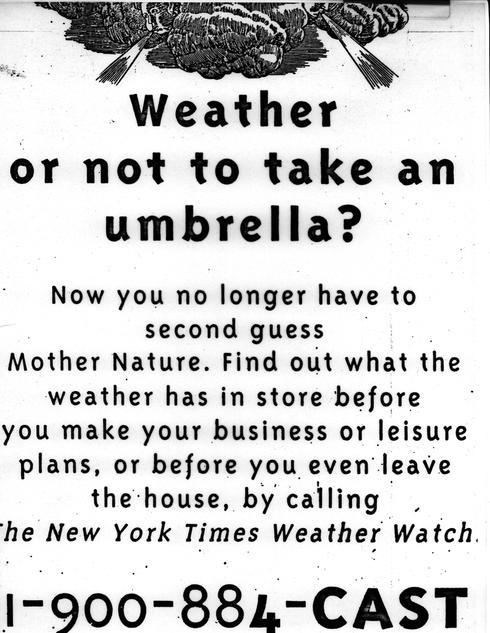 Weather
or not to take an
umbrella?
Now you no longer have to
second guess
Mother Nature. Find out what the
weather has in store before
you make your business or leisure
plans, or before you even leave
the house, by calling
The New York Times Weather Watch.
1-900-884-CAST